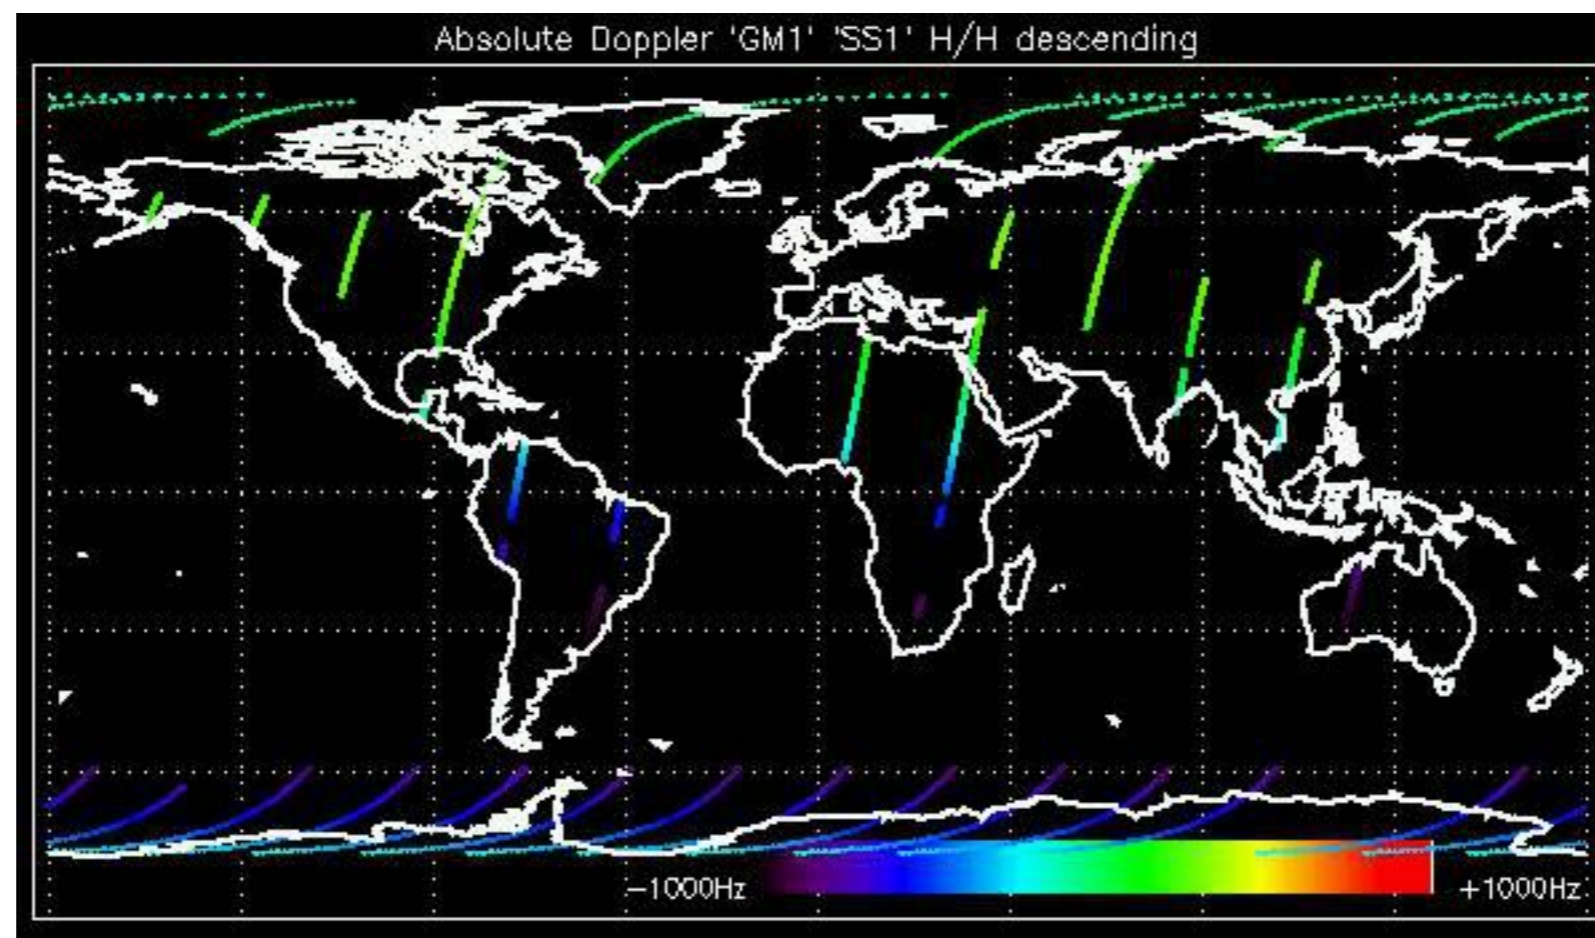 Absolute Doppler 'GM1' 'SS1' H/H descending
−1000Hz
+1000Hz